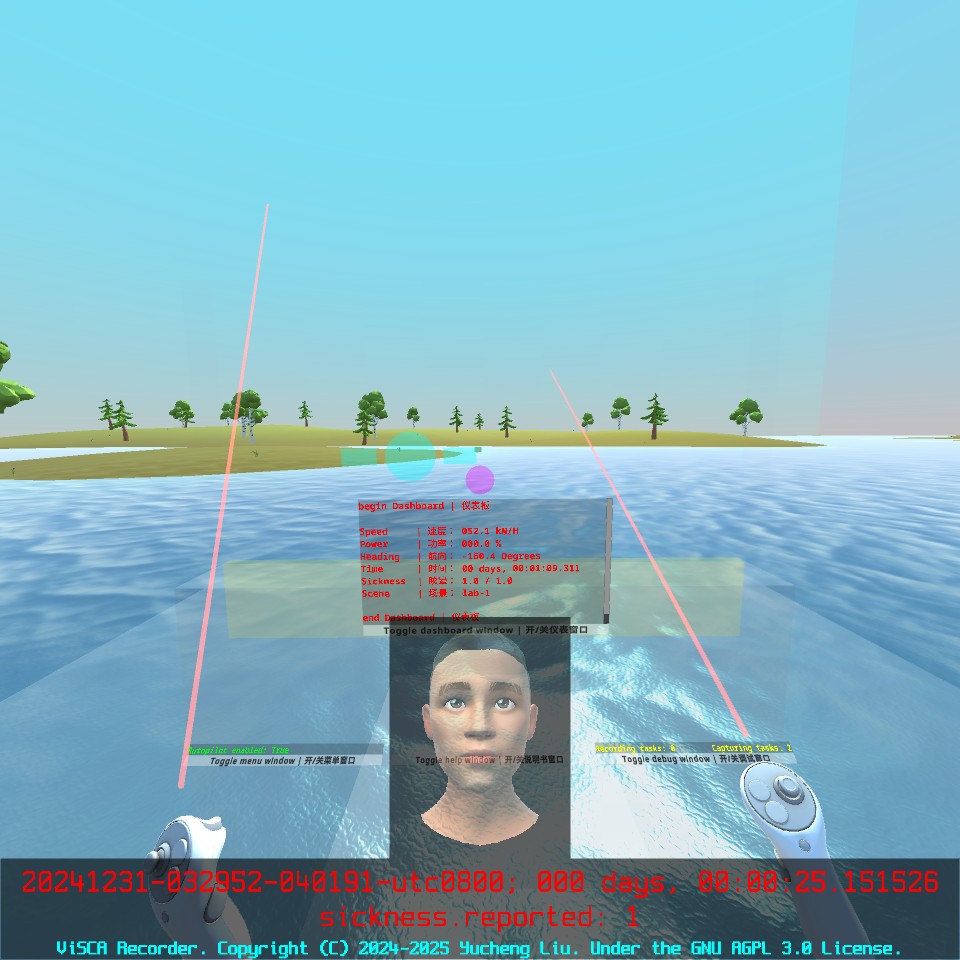 begin Dashboard | 仪表板
Speed | 速度: 052.1 kN/H
Power | 功率: 000.0 %
Heading | 航向: -160.4 Degrees
Time | 时间: 00 days, 00:01:09.311
Sickness | 眩晕: 1.0 / 1.0
Scene | 场景: lab-1
end Dashboard | 仪表板
Toggle dashboard window | 开/关仪表窗口
Autopilot enabled: True
Toggle menu window | 开/关菜单窗口
Toggle help window | 开/关说明书窗口
Recording tasks: 0 Capturing tasks: 2
Toggle debug window | 开/关调试窗口
20241231-032952-040191-utc0800; 000 days, 00:00:25.151526
sickness.reported: 1
ViSCA Recorder. Copyright (C) 2024-2025 Yucheng Liu. Under the GNU AGPL 3.0 License.